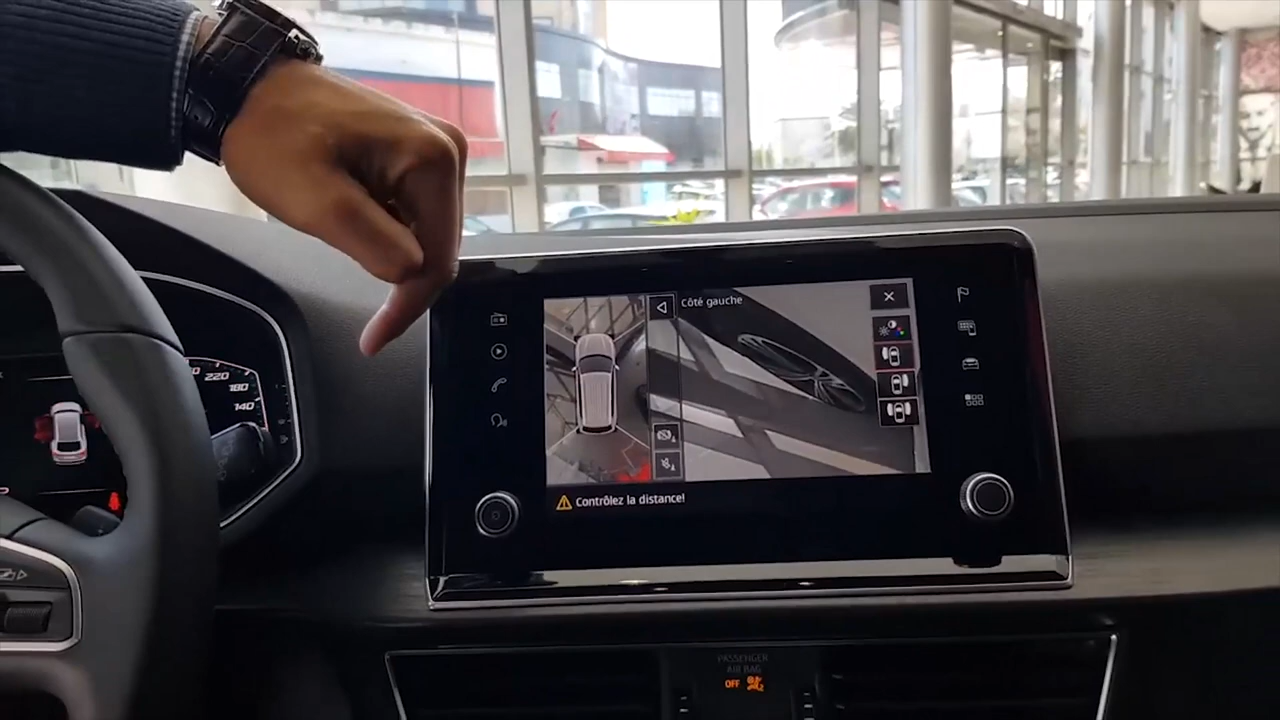 220
180
140
Côté gauche
Contrôlez la distance!
PASSENGER
AIR BAG
OFF